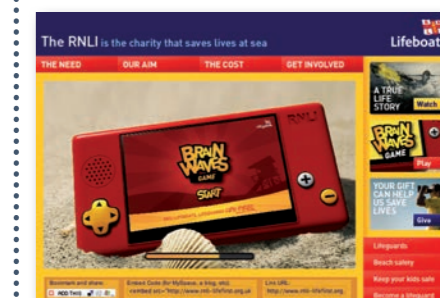 The RNLI is the charity that saves lives at sea
Lifeboat
THE NEED
OUR AIM
THE COST
GET INVOLVED
A TRUE
LIFE
STORY
Watch
RNLI
BRAIN
WAVES
GAME
START
BRAIN
WAVES
GAME
Play
YOUR GIFT
CAN HELP
US SAVE
LIVES
Give
Lifeguards
Beach safety
Keep your kids safe
Become a lifeguard
Bookmark and share:
ADD THIS
Embed Code (for MySpace, a blog, etc).
Link URL: